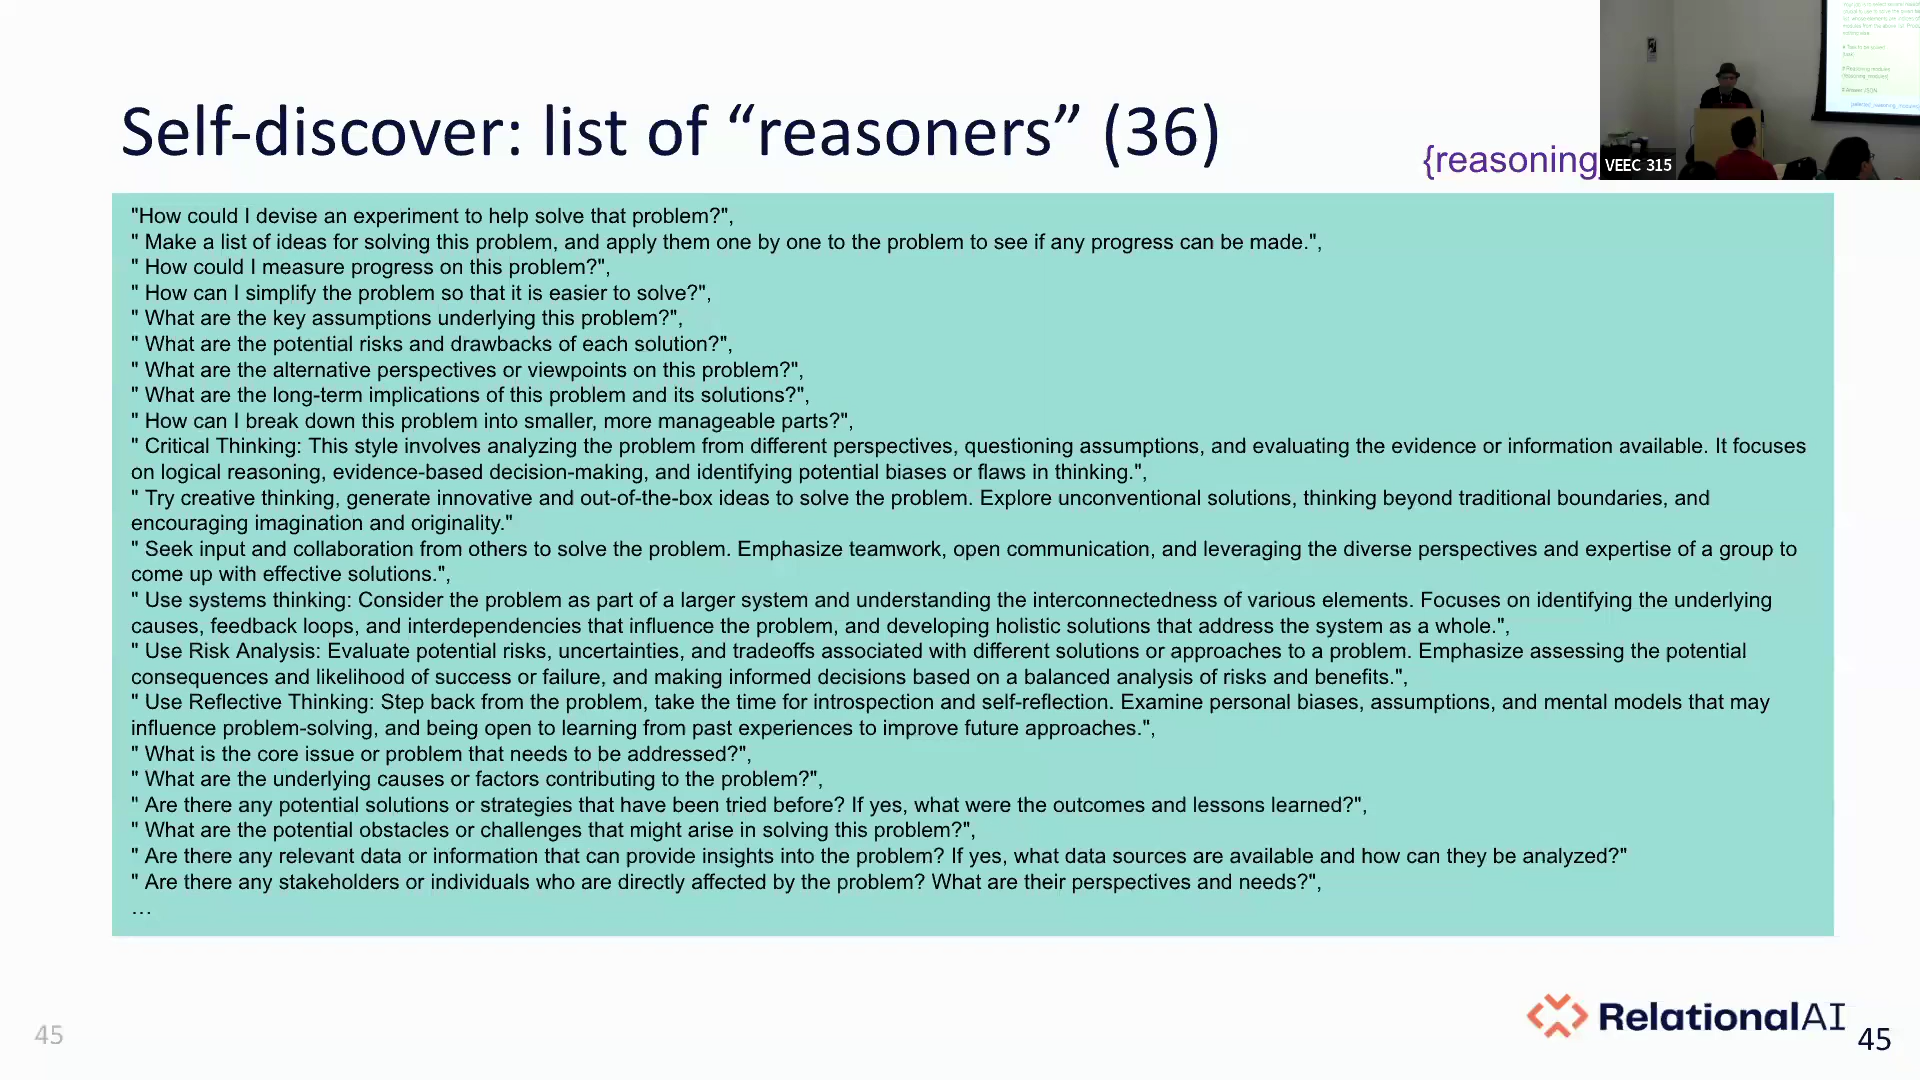 Self-discover: list of “reasoners” (36)
{reasoning
VEEC 315
"How could I devise an experiment to help solve that problem?",
" Make a list of ideas for solving this problem, and apply them one by one to the problem to see if any progress can be made.",
" How could I measure progress on this problem?",
" How can I simplify the problem so that it is easier to solve?",
" What are the key assumptions underlying this problem?",
" What are the potential risks and drawbacks of each solution?",
" What are the alternative perspectives or viewpoints on this problem?",
" What are the long-term implications of this problem and its solutions?",
" How can I break down this problem into smaller, more manageable parts?",
" Critical Thinking: This style involves analyzing the problem from different perspectives, questioning assumptions, and evaluating the evidence or information available. It focuses
on logical reasoning, evidence-based decision-making, and identifying potential biases or flaws in thinking.",
" Try creative thinking, generate innovative and out-of-the-box ideas to solve the problem. Explore unconventional solutions, thinking beyond traditional boundaries, and
encouraging imagination and originality."
" Seek input and collaboration from others to solve the problem. Emphasize teamwork, open communication, and leveraging the diverse perspectives and expertise of a group to
come up with effective solutions.",
" Use systems thinking: Consider the problem as part of a larger system and understanding the interconnectedness of various elements. Focuses on identifying the underlying
causes, feedback loops, and interdependencies that influence the problem, and developing holistic solutions that address the system as a whole.",
" Use Risk Analysis: Evaluate potential risks, uncertainties, and tradeoffs associated with different solutions or approaches to a problem. Emphasize assessing the potential
consequences and likelihood of success or failure, and making informed decisions based on a balanced analysis of risks and benefits.",
" Use Reflective Thinking: Step back from the problem, take the time for introspection and self-reflection. Examine personal biases, assumptions, and mental models that may
influence problem-solving, and being open to learning from past experiences to improve future approaches.",
" What is the core issue or problem that needs to be addressed?",
" What are the underlying causes or factors contributing to the problem?",
" Are there any potential solutions or strategies that have been tried before? If yes, what were the outcomes and lessons learned?",
" What are the potential obstacles or challenges that might arise in solving this problem?",
" Are there any relevant data or information that can provide insights into the problem? If yes, what data sources are available and how can they be analyzed?"
" Are there any stakeholders or individuals who are directly affected by the problem? What are their perspectives and needs?",
…
45
RelationalAI
45